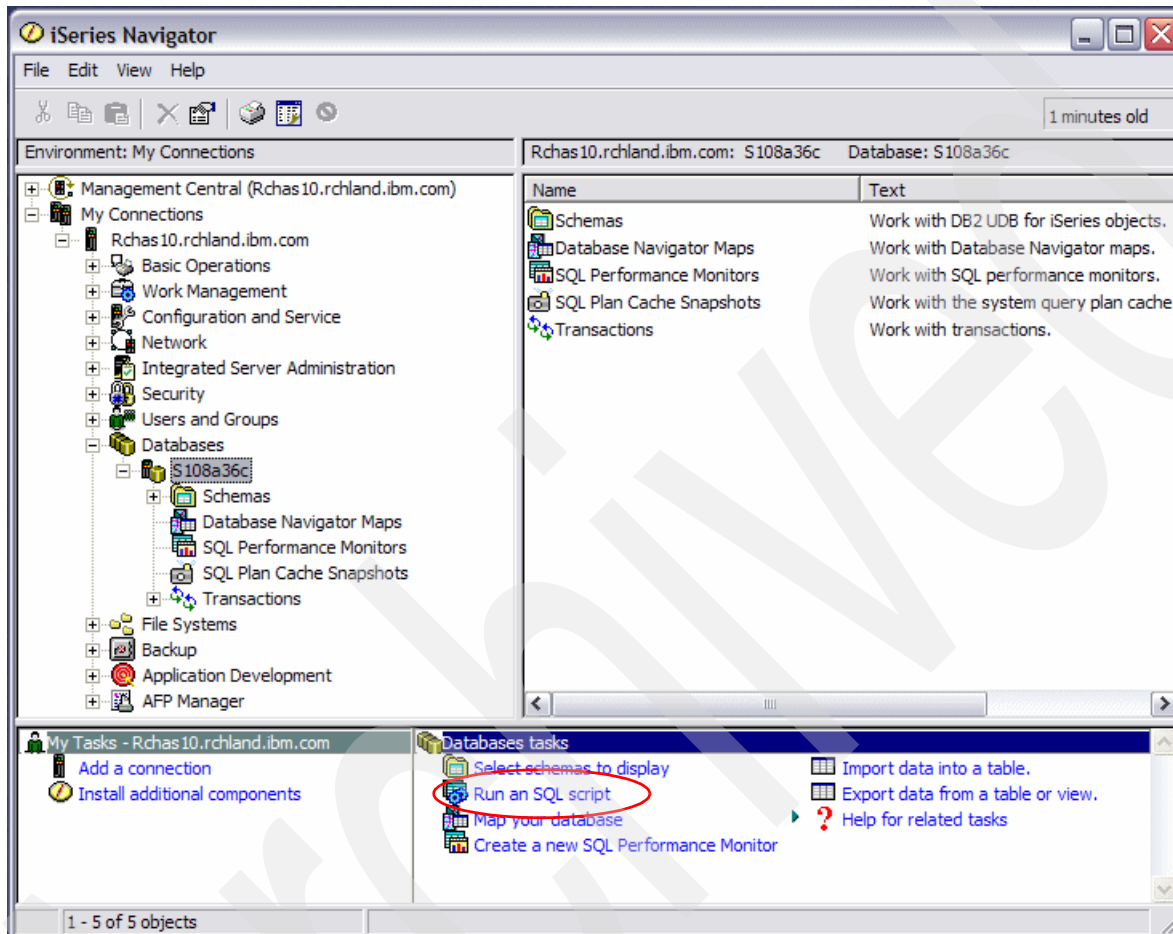 iSeries Navigator
File Edit View Help
1 minutes old
Environment: My Connections
Rchas10.rchland.ibm.com: S108a36c Database: S108a36c
Management Central (Rchas10.rchland.ibm.com)
My Connections
Rchas10.rchland.ibm.com
Basic Operations
Work Management
Configuration and Service
Network
Integrated Server Administration
Security
Users and Groups
Databases
S108a36c
Schemas
Database Navigator Maps
SQL Performance Monitors
SQL Plan Cache Snapshots
Transactions
File Systems
Backup
Application Development
AFP Manager
Name Text
Schemas Work with DB2 UDB for iSeries objects.
Database Navigator Maps Work with Database Navigator maps.
SQL Performance Monitors Work with SQL performance monitors.
SQL Plan Cache Snapshots Work with the system query plan cache
Transactions Work with transactions.
My Tasks - Rchas10.rchland.ibm.com
Add a connection
Install additional components
Databases tasks
Select schemas to display
Run an SQL script
Map your database
Create a new SQL Performance Monitor
Import data into a table.
Export data from a table or view.
Help for related tasks
1 - 5 of 5 objects